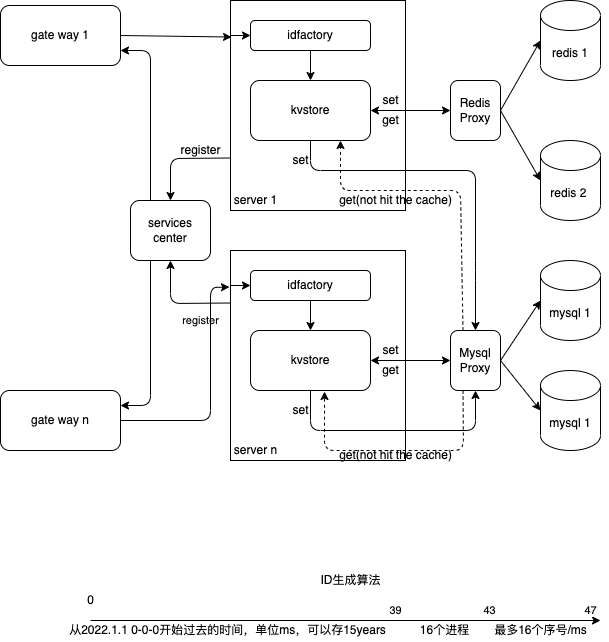 gate way 1
idfactory
kvstore
set
get
Redis
Proxy
redis 1
redis 2
register
set
server 1
get(not hit the cache)
services
center
idfactory
register
kvstore
set
get
Mysql
Proxy
mysql 1
mysql 1
gate way n
set
server n
get(not hit the cache)
ID生成算法
0
39
43
47
从2022.1.1 0-0-0开始过去的时间，单位ms，可以存15years
16个进程
最多16个序号/ms